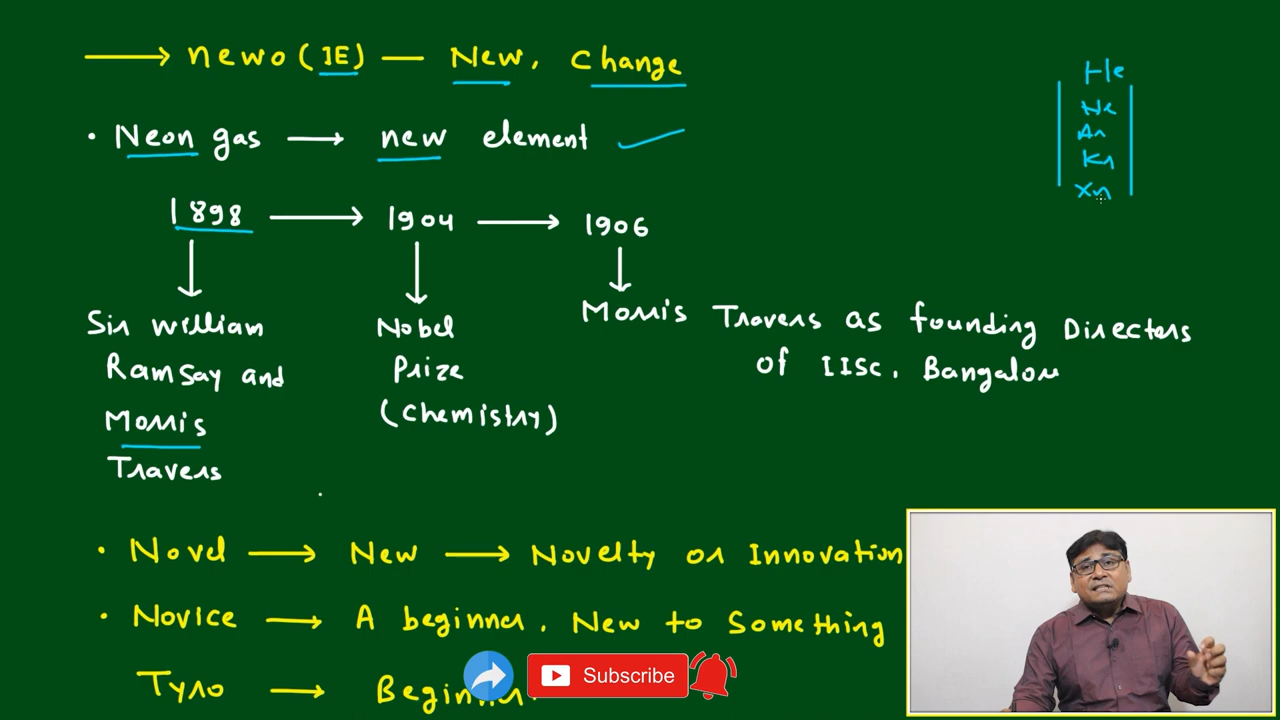 → newo (IE) — New, Change
He
Ne
Ar
Kr
Xn
• Neon gas → new element ✓
1898 → 1904 → 1906
Sir William
Ramsay and
Morris
Travers
Nobel
Prize
(Chemistry)
Morris Travers as founding Directors
of IISc, Bangalore
• Novel → New → Novelty or Innovation
• Novice → A beginner, New to Something
Tyro → Beginner
Subscribe